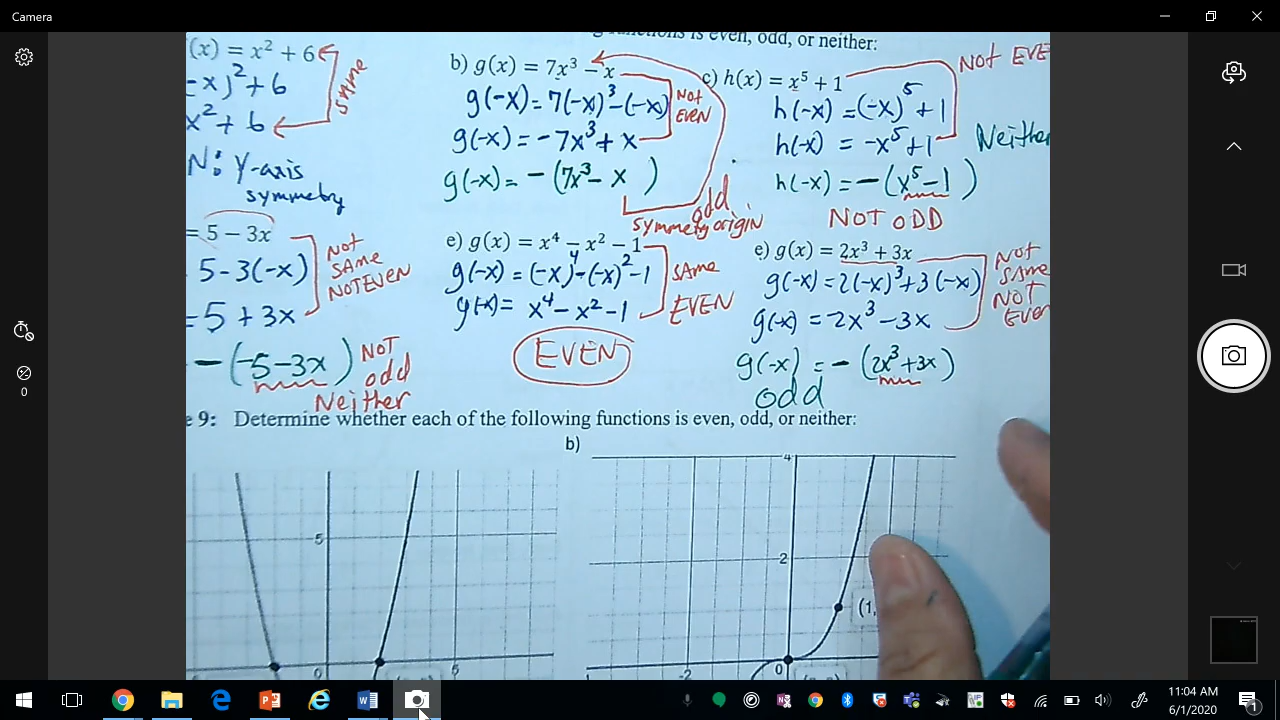 Camera
functions is even, odd, or neither:
(x) = x² + 6
-x)² + 6
x² + 6
SAME
N: Y-axis
symmetry
b) g(x) = 7x³ − x
g(-x) = 7(-x)³ - (-x)
g(-x) = -7x³ + x
NOT
EVEN
g(-x) = - (7x³ - x )
odd
symmetry origin
c) h(x) = x⁵ + 1
h(-x) = (-x)⁵ + 1
h(-x) = -x⁵ + 1
NOT EVE
Neither
h(-x) = - (x⁵ - 1 )
NOT ODD
= 5 − 3x
5 - 3(-x)
= 5 + 3x
NOT
SAME
NOT EVEN
- (-5 - 3x )
NOT
odd
Neither
e) g(x) = x⁴ − x² − 1
g(-x) = (-x)⁴ - (-x)² - 1
g(-x) = x⁴ - x² - 1
SAME
EVEN
EVEN
e) g(x) = 2x³ + 3x
g(-x) = 2(-x)³ + 3(-x)
g(-x) = -2x³ - 3x
NOT
SAME
NOT
EVEN
g(-x) = - (2x³ + 3x )
odd
e 9: Determine whether each of the following functions is even, odd, or neither:
b)
5
0
5
4
2
(1,
-2
0
0
11:04 AM
6/1/2020
1